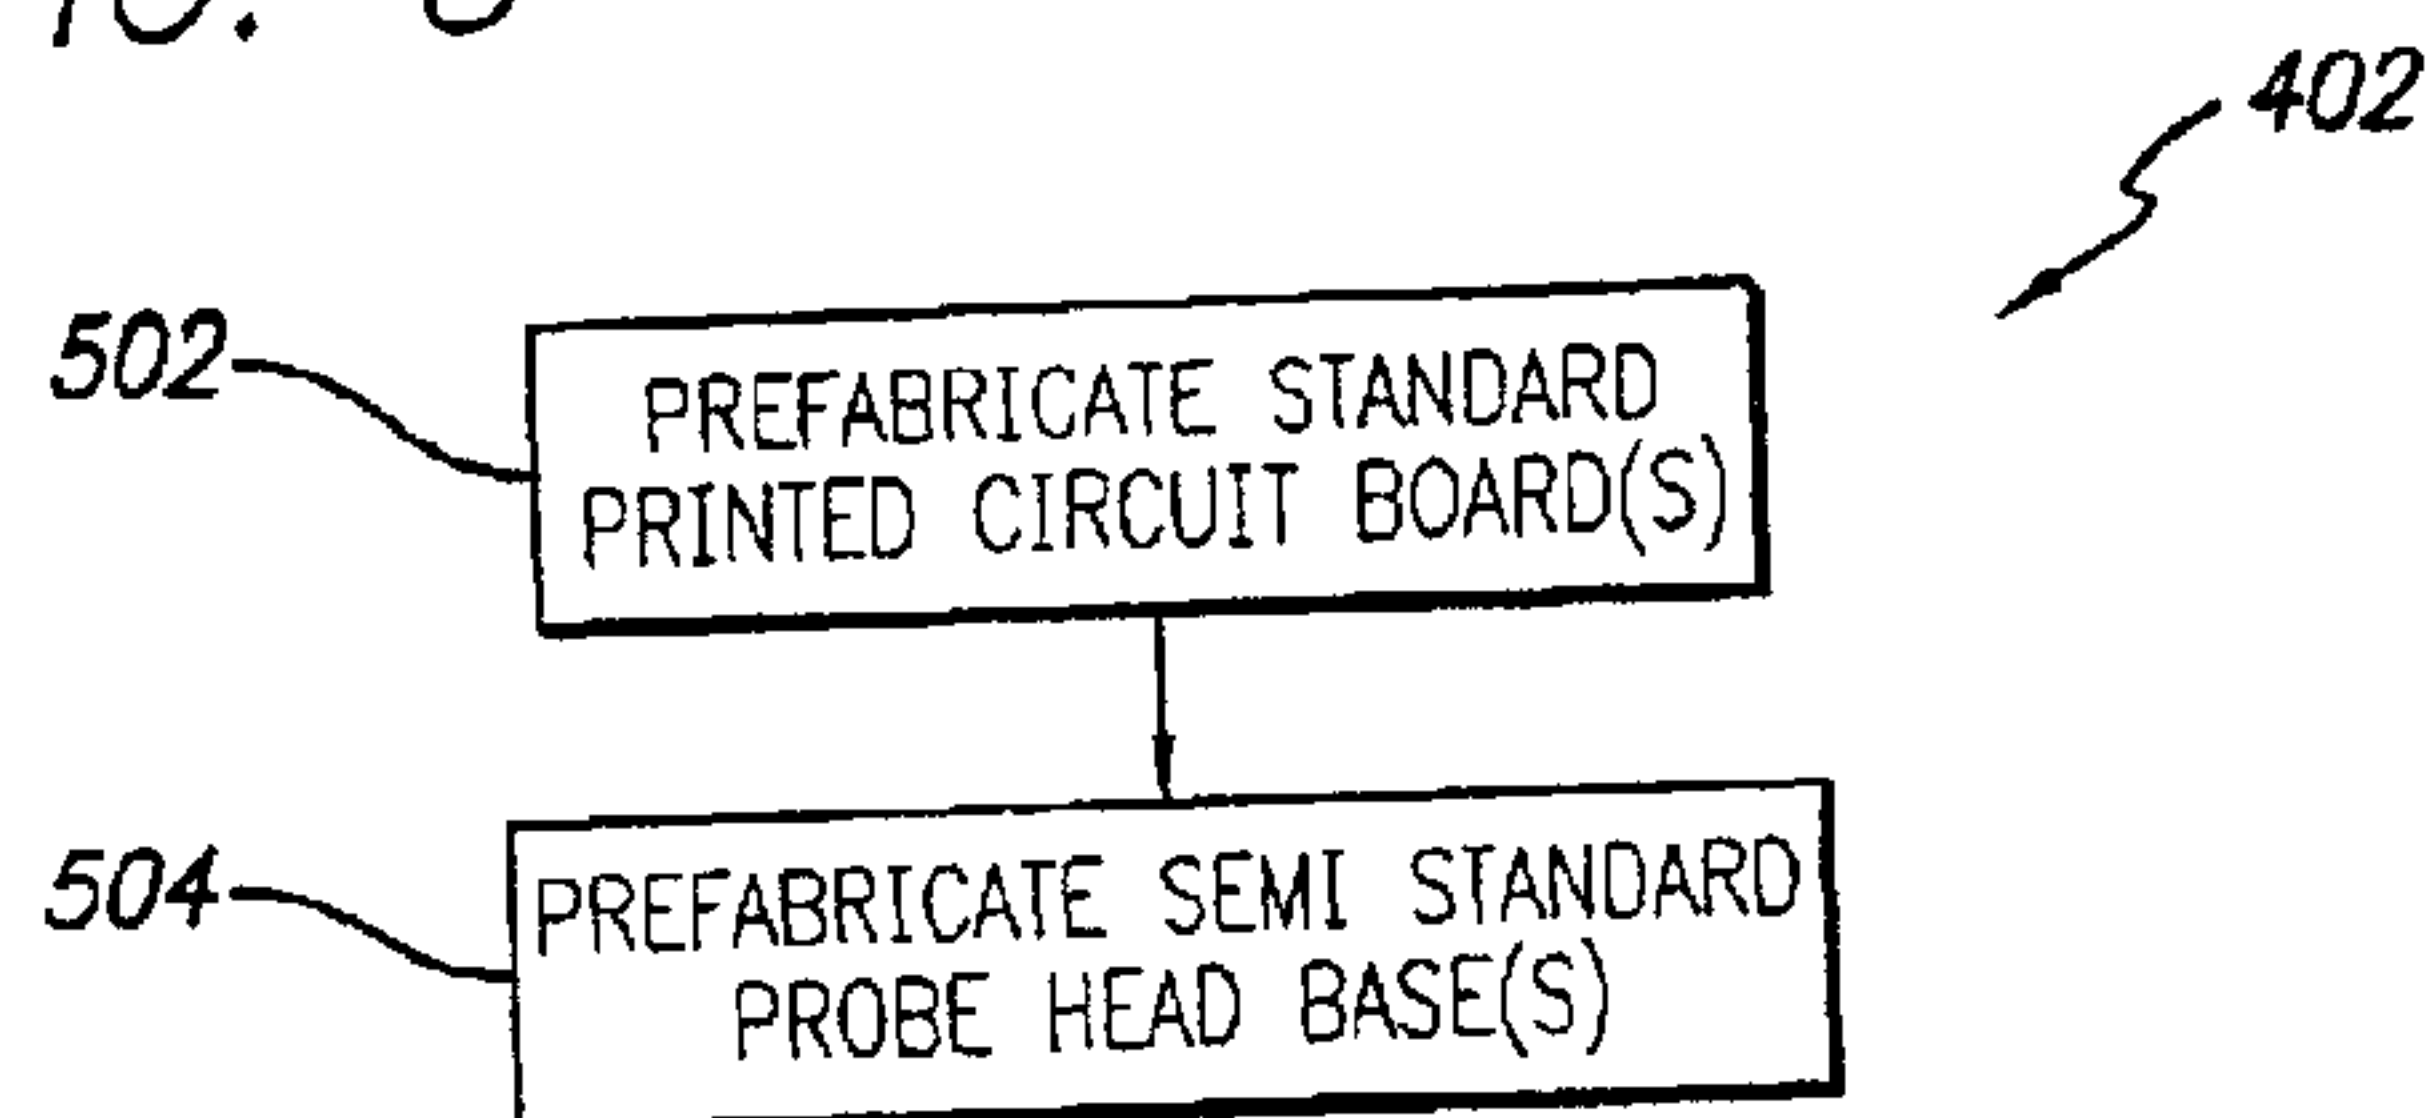 402
502
PREFABRICATE STANDARD
PRINTED CIRCUIT BOARD(S)
504
PREFABRICATE SEMI STANDARD
PROBE HEAD BASE(S)